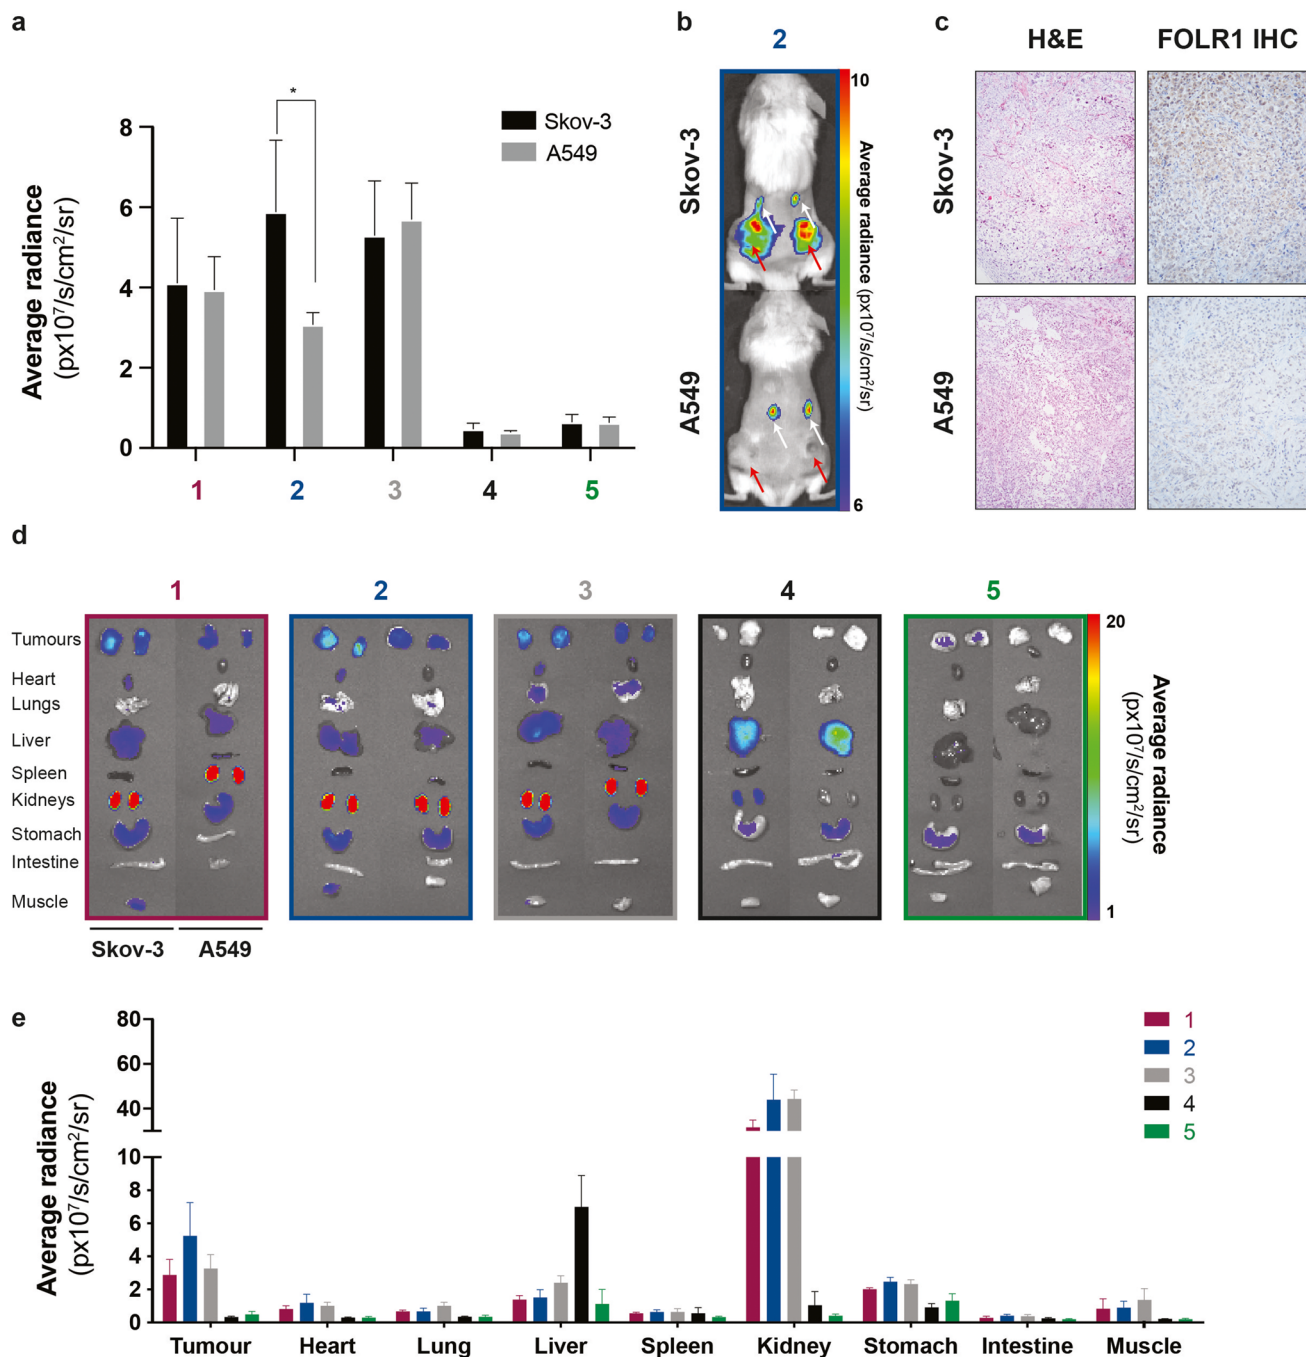 a
Average radiance
(px10⁷/s/cm²/sr)
8
6
4
2
0
*
Skov-3
A549
1
2
3
4
5
b
2
Skov-3
A549
10
6
Average radiance (px10⁷/s/cm²/sr)
c
H&E
FOLR1 IHC
Skov-3
A549
d
1
2
3
4
5
Tumours
Heart
Lungs
Liver
Spleen
Kidneys
Stomach
Intestine
Muscle
Skov-3
A549
20
1
Average radiance
(px10⁷/s/cm²/sr)
e
Average radiance
(px10⁷/s/cm²/sr)
80
60
40
10
8
6
4
2
0
1
2
3
4
5
Tumour
Heart
Lung
Liver
Spleen
Kidney
Stomach
Intestine
Muscle